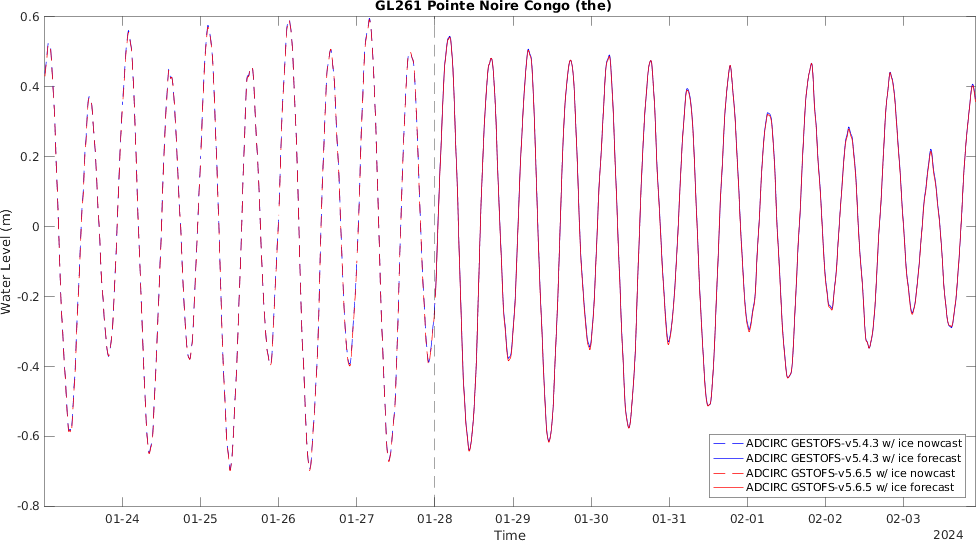 GL261 Pointe Noire Congo (the)
Water Level (m)
0.6
0.4
0.2
0
-0.2
-0.4
-0.6
-0.8
ADCIRC GESTOFS-v5.4.3 w/ ice nowcast
ADCIRC GESTOFS-v5.4.3 w/ ice forecast
ADCIRC GSTOFS-v5.6.5 w/ ice nowcast
ADCIRC GSTOFS-v5.6.5 w/ ice forecast
01-24 01-25 01-26 01-27 01-28 01-29 01-30 01-31 02-01 02-02 02-03
Time
2024